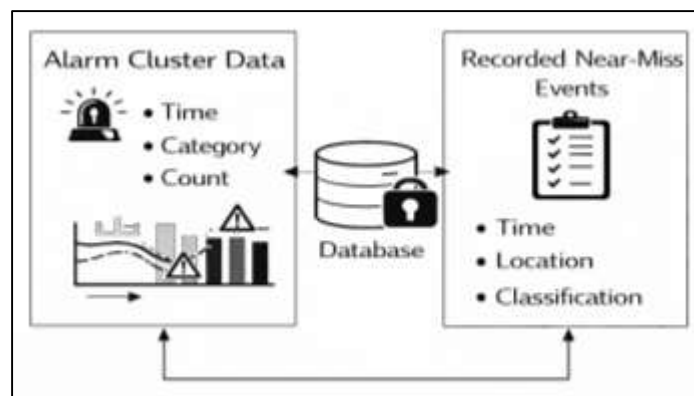 Alarm Cluster Data
• Time
• Category
• Count
Database
Recorded Near-Miss
Events
• Time
• Location
• Classification